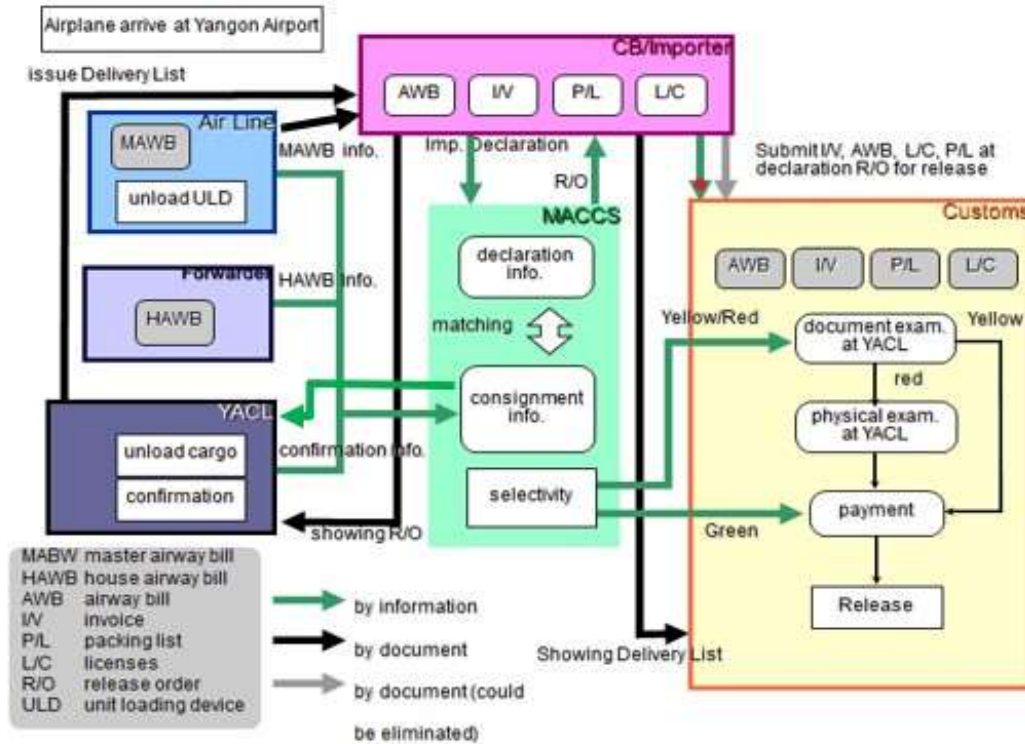 Airplane arrive at Yangon Airport
CB/Importer
issue Delivery List
AWB
I/V
P/L
L/C
Air Line
MAWB
MAWB info.
unload ULD
Imp. Declaration
R/O
Submit I/V, AWB, L/C, P/L at
declaration R/O for release
MACCS
Customs
declaration
info.
AWB
I/V
P/L
L/C
Forwarder
HAWB Info.
HAWB
matching
Yellow/Red
document exam.
at YACL
Yellow
red
consignment
info.
physical exam.
at YACL
YACL
unload cargo
confirmation info.
confirmation
selectivity
payment
showing R/O
Green
MABW master airway bill
HAWB house airway bill
AWB airway bill
I/V invoice
P/L packing list
L/C licenses
R/O release order
ULD unit loading device
by information
by document
by document (could
be eliminated)
Release
Showing Delivery List